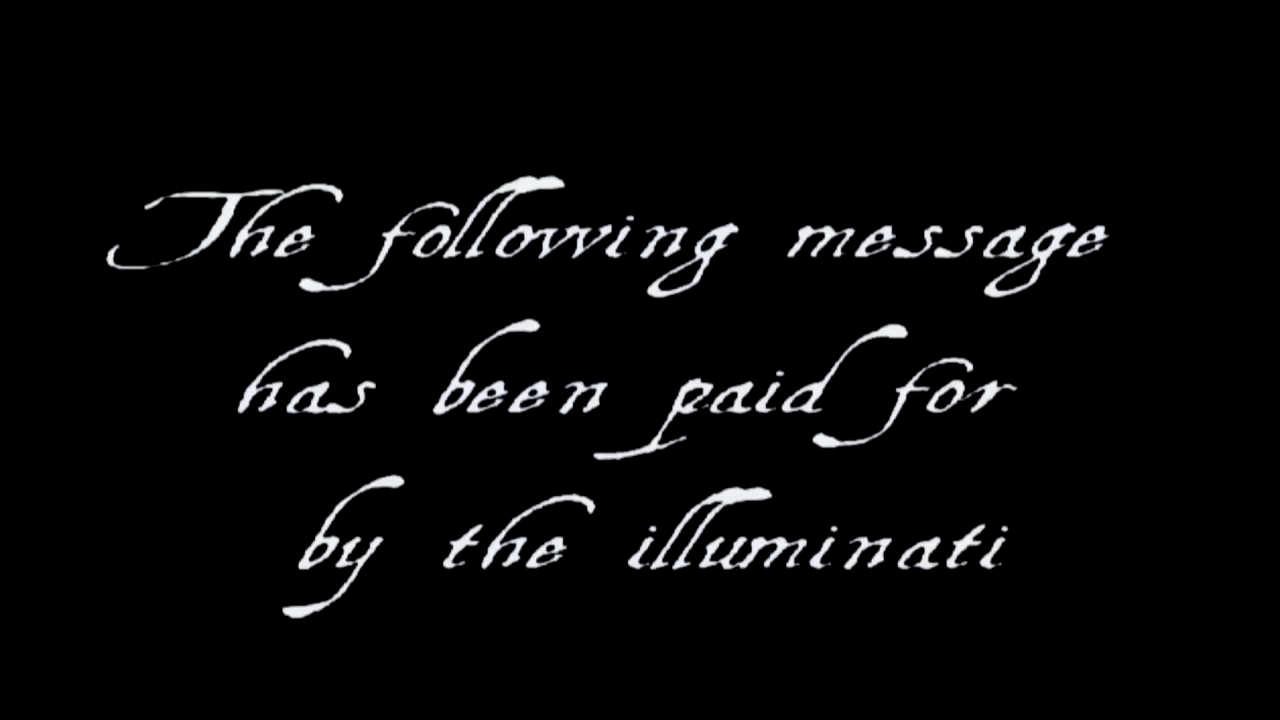 The following message
has been paid for
by the illuminati